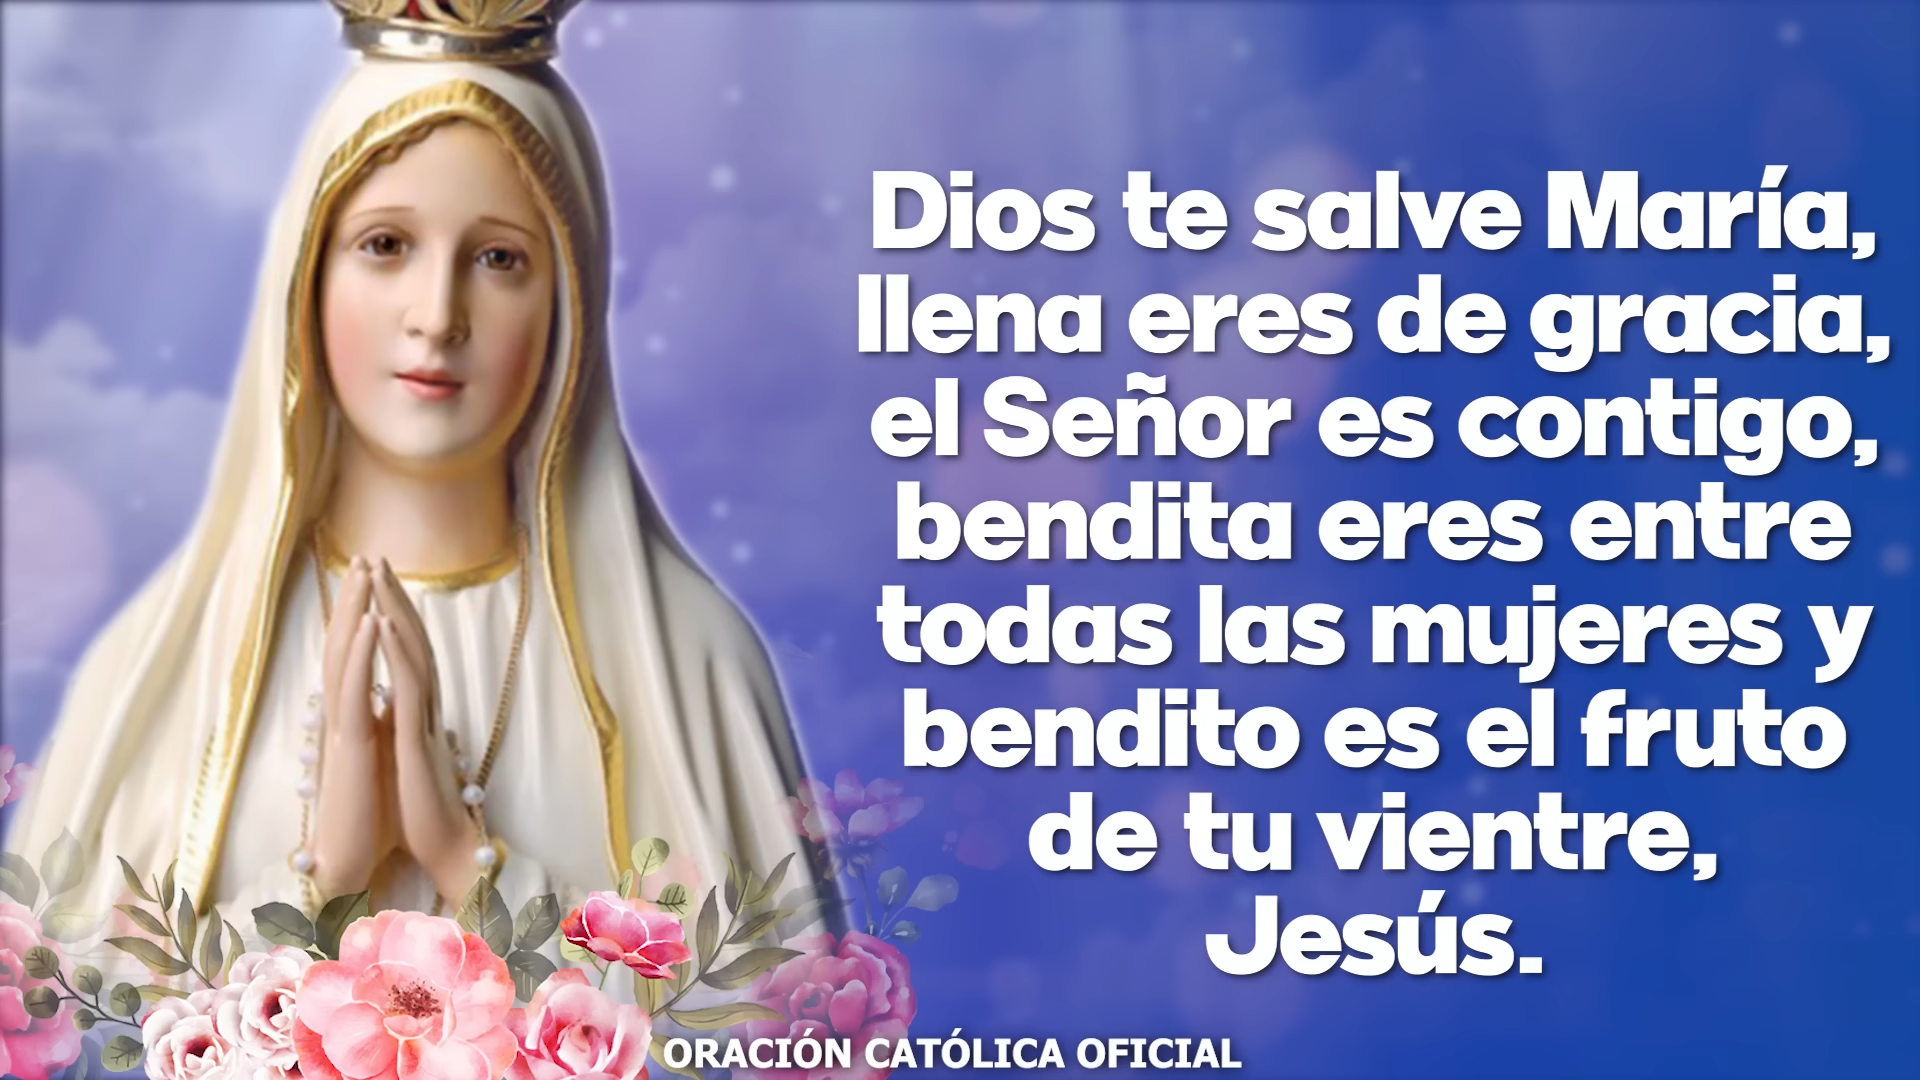 Dios te salve María,
llena eres de gracia,
el Señor es contigo,
bendita eres entre
todas las mujeres y
bendito es el fruto
de tu vientre,
Jesús.
ORACIÓN CATÓLICA OFICIAL